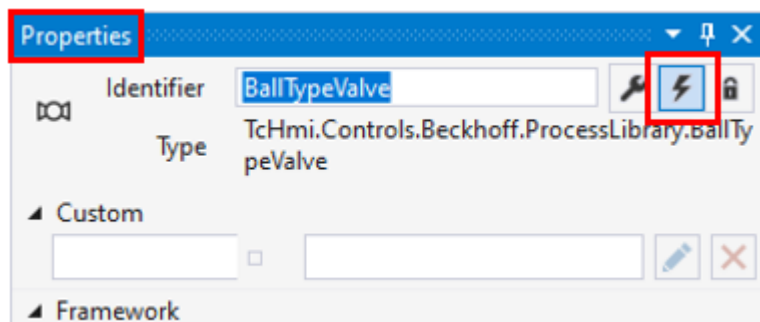 Properties
Identifier
BallTypeValve
Type
TcHmi.Controls.Beckhoff.ProcessLibrary.BallTy
peValve
Custom
Framework